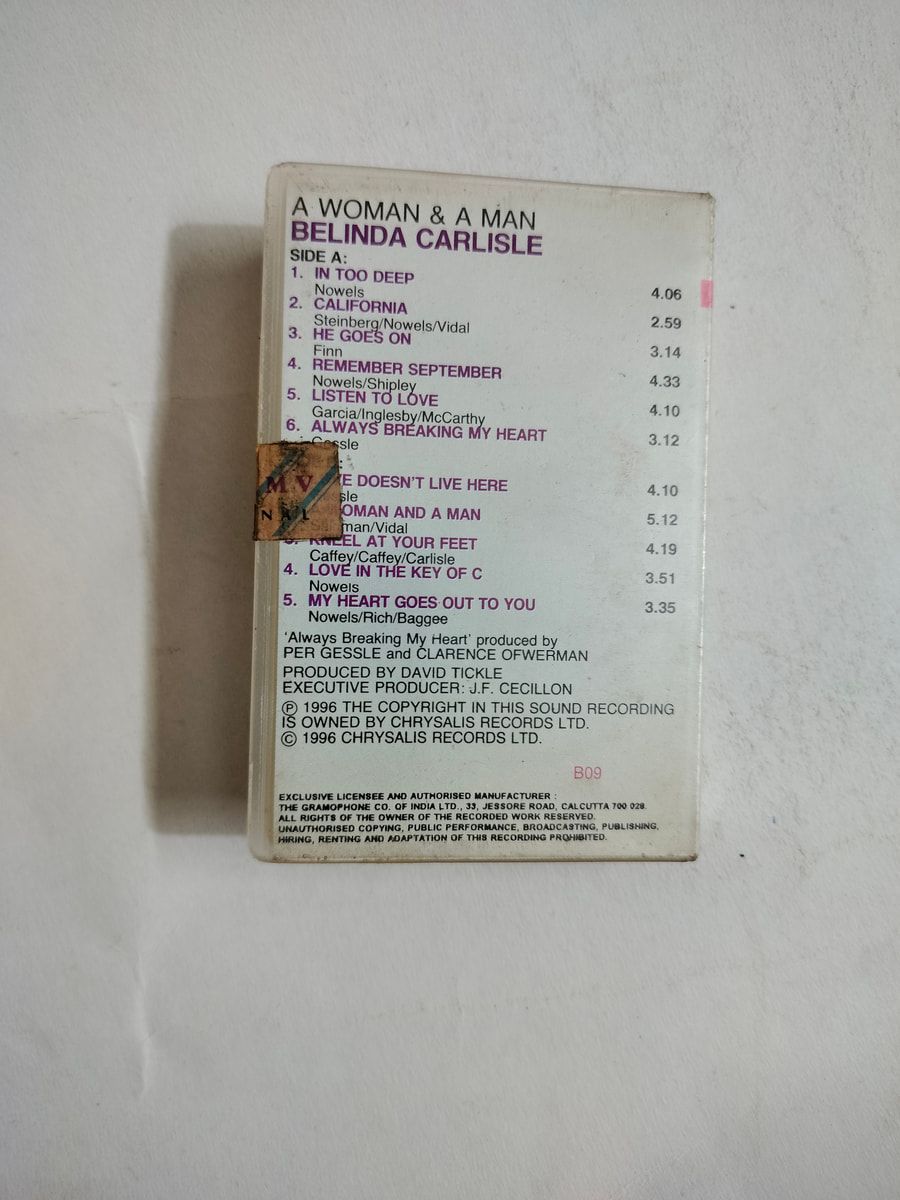 A WOMAN & A MAN
BELINDA CARLISLE
SIDE A:
1. IN TOO DEEP 4.06
Nowels
2. CALIFORNIA 2.59
Steinberg/Nowels/Vidal
3. HE GOES ON 3.14
Finn
4. REMEMBER SEPTEMBER 4.33
Nowels/Shipley
5. LISTEN TO LOVE 4.10
Garcia/Inglesby/McCarthy
6. ALWAYS BREAKING MY HEART 3.12
Gessle
DOESN'T LIVE HERE 4.10
AND A MAN 5.12
3. KNEEL AT YOUR FEET 4.19
Caffey/Caffey/Carlisle
4. LOVE IN THE KEY OF C 3.51
Nowels
5. MY HEART GOES OUT TO YOU 3.35
Nowels/Rich/Baggee
M V
'Always Breaking My Heart' produced by
PER GESSLE and CLARENCE OFWERMAN
PRODUCED BY DAVID TICKLE
EXECUTIVE PRODUCER: J.F. CECILLON
Ⓟ 1996 THE COPYRIGHT IN THIS SOUND RECORDING
IS OWNED BY CHRYSALIS RECORDS LTD.
© 1996 CHRYSALIS RECORDS LTD.
B09
EXCLUSIVE LICENSEE AND AUTHORISED MANUFACTURER :
THE GRAMOPHONE CO. OF INDIA LTD., 33, JESSORE ROAD, CALCUTTA 700 028.
ALL RIGHTS OF THE OWNER OF THE RECORDED WORK RESERVED.
UNAUTHORISED COPYING, PUBLIC PERFORMANCE, BROADCASTING, PUBLISHING,
HIRING, RENTING AND ADAPTATION OF THIS RECORDING PROHIBITED.